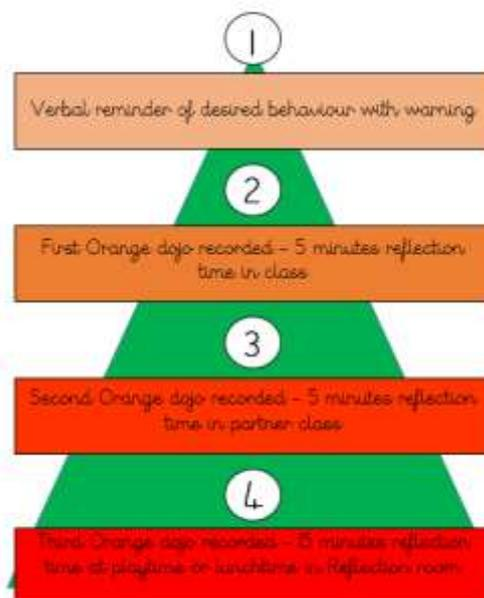 1
Verbal reminder of desired behaviour with warning
2
First Orange dojo recorded - 5 minutes reflection
time in class
3
Second Orange dojo recorded - 5 minutes reflection
time in partner class
4
Third Orange dojo recorded - 15 minutes reflection
time at playtime or lunchtime in Reflection room